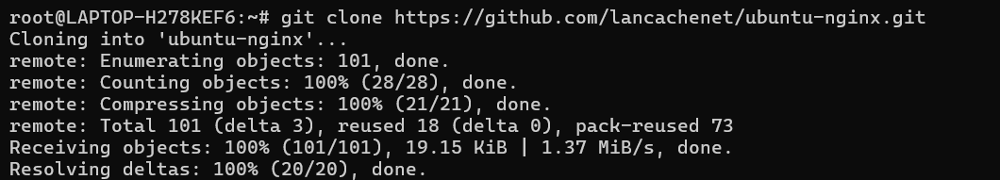 root@LAPTOP-H278KEF6:~# git clone https://github.com/lancachenet/ubuntu-nginx.git
Cloning into 'ubuntu-nginx'...
remote: Enumerating objects: 101, done.
remote: Counting objects: 100% (28/28), done.
remote: Compressing objects: 100% (21/21), done.
remote: Total 101 (delta 3), reused 18 (delta 0), pack-reused 73
Receiving objects: 100% (101/101), 19.15 KiB | 1.37 MiB/s, done.
Resolving deltas: 100% (20/20), done.